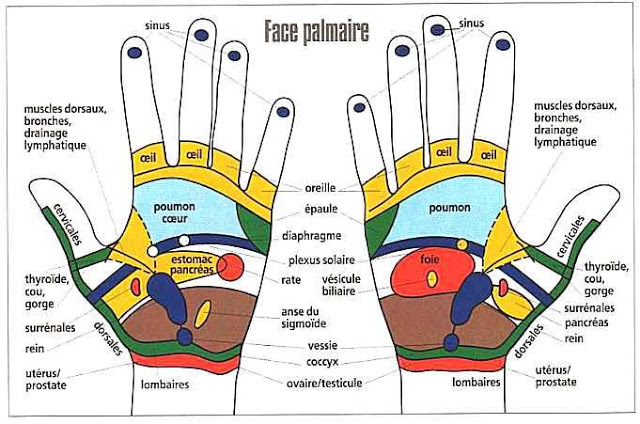 Face palmaire
sinus
sinus
muscles dorsaux,
bronches,
drainage
lymphatique
muscles dorsaux,
bronches,
drainage
lymphatique
œil
œil
œil
œil
oreille
poumon
cœur
épaule
poumon
cervicales
cervicales
diaphragme
plexus solaire
estomac
pancréas
foie
rate
vésicule
biliaire
thyroïde,
cou,
gorge
thyroïde,
cou,
gorge
surrénales
surrénales
pancréas
anse du
sigmoïde
rein
rein
dorsales
dorsales
vessie
coccyx
utérus/
prostate
utérus/
prostate
lombaires
ovaire/testicule
lombaires